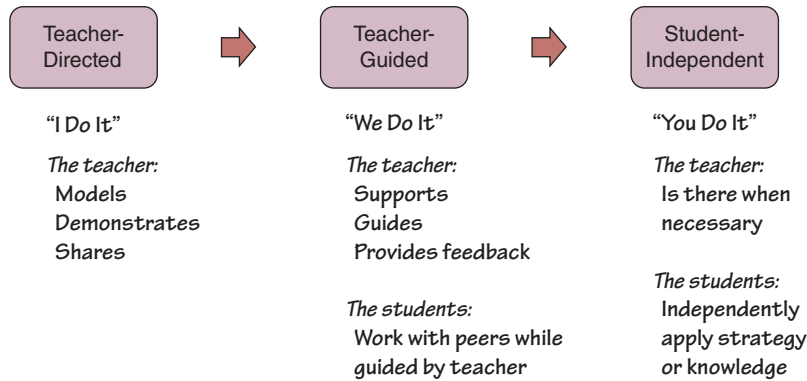 Teacher-
Directed
Teacher-
Guided
Student-
Independent
“I Do It”
The teacher:
Models
Demonstrates
Shares
“We Do It”
The teacher:
Supports
Guides
Provides feedback
The students:
Work with peers while
guided by teacher
“You Do It”
The teacher:
Is there when
necessary
The students:
Independently
apply strategy
or knowledge